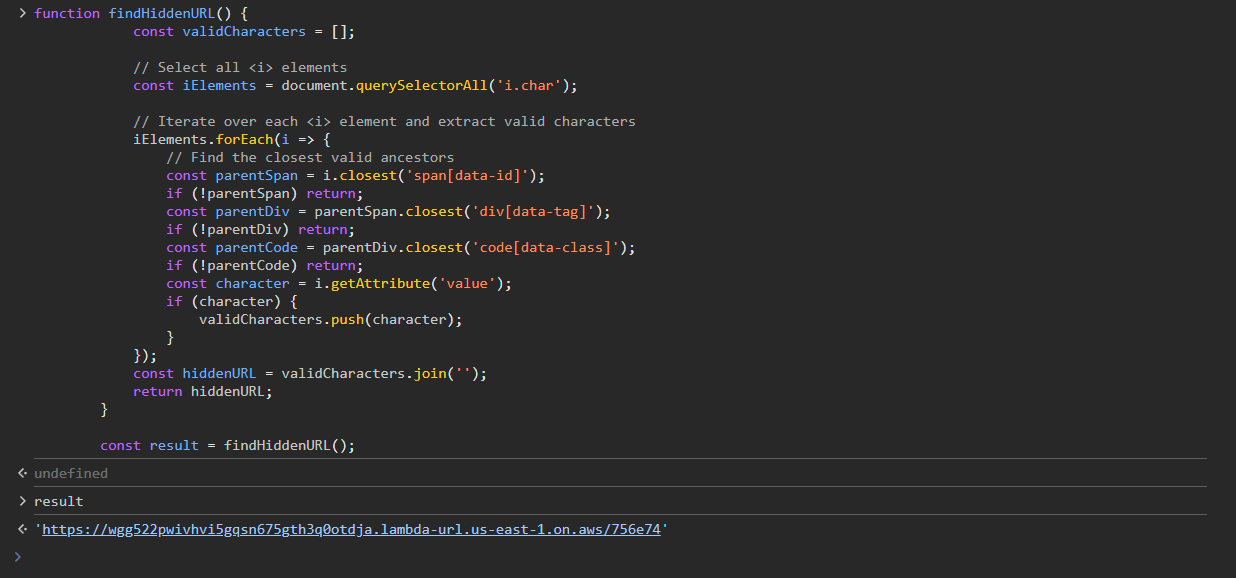 function findHiddenURL() {
const validCharacters = [];
// Select all <i> elements
const iElements = document.querySelectorAll('i.char');
// Iterate over each <i> element and extract valid characters
iElements.forEach(i => {
// Find the closest valid ancestors
const parentSpan = i.closest('span[data-id]');
if (!parentSpan) return;
const parentDiv = parentSpan.closest('div[data-tag]');
if (!parentDiv) return;
const parentCode = parentDiv.closest('code[data-class]');
if (!parentCode) return;
const character = i.getAttribute('value');
if (character) {
validCharacters.push(character);
}
});
const hiddenURL = validCharacters.join('');
return hiddenURL;
}
const result = findHiddenURL();
undefined
result
'https://wgg522pwivhvi5gqsn675gth3q0otdja.lambda-url.us-east-1.on.aws/756e74'